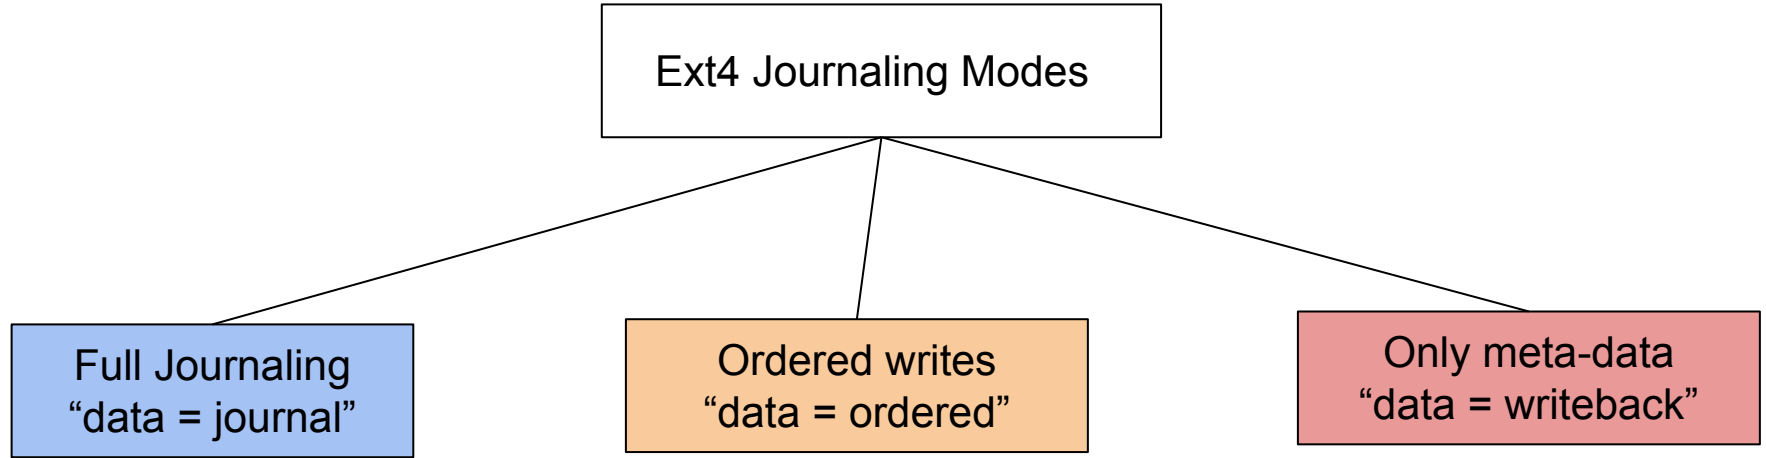 Ext4 Journaling Modes
Full Journaling
“data = journal”
Ordered writes
“data = ordered”
Only meta-data
“data = writeback”